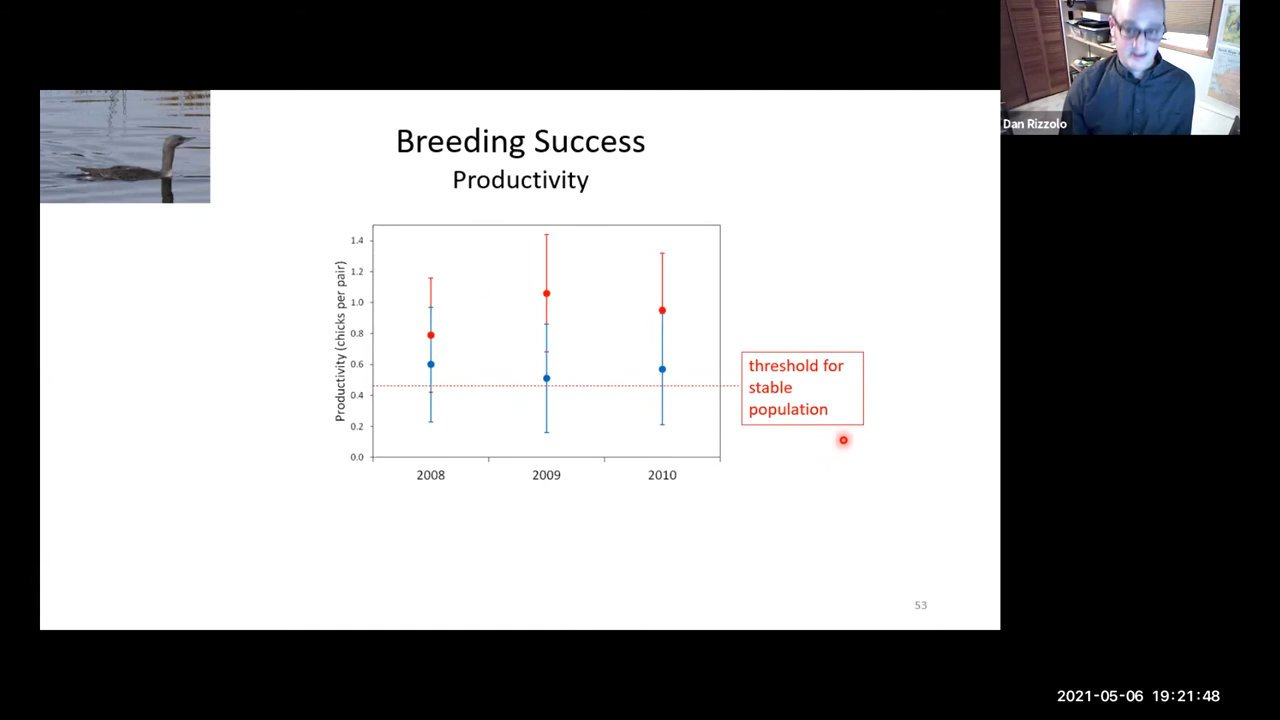 Dan Rizzolo
Breeding Success
Productivity
Productivity (chicks per pair)
1.4
1.2
1.0
0.8
0.6
0.4
0.2
0.0
2008
2009
2010
threshold for
stable
population
53
2021-05-06 19:21:48